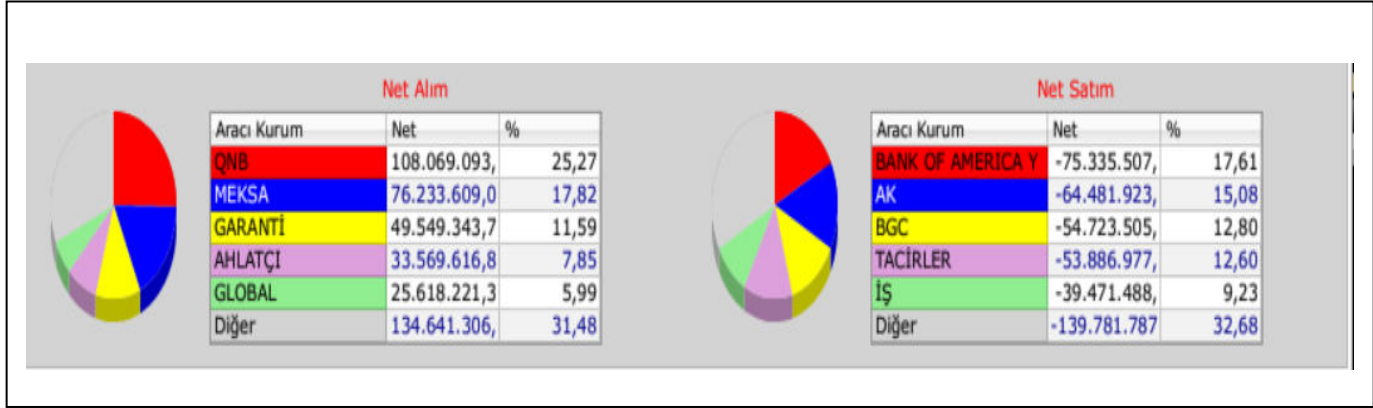 Net Alım
Aracı Kurum Net %
QNB 108.069.093, 25,27
MEKSA 76.233.609,0 17,82
GARANTİ 49.549.343,7 11,59
AHLATÇI 33.569.616,8 7,85
GLOBAL 25.618.221,3 5,99
Diğer 134.641.306, 31,48
Net Satım
Aracı Kurum Net %
BANK OF AMERICA Y -75.335.507, 17,61
AK -64.481.923, 15,08
BGC -54.723.505, 12,80
TACİRLER -53.886.977, 12,60
İŞ -39.471.488, 9,23
Diğer -139.781.787 32,68